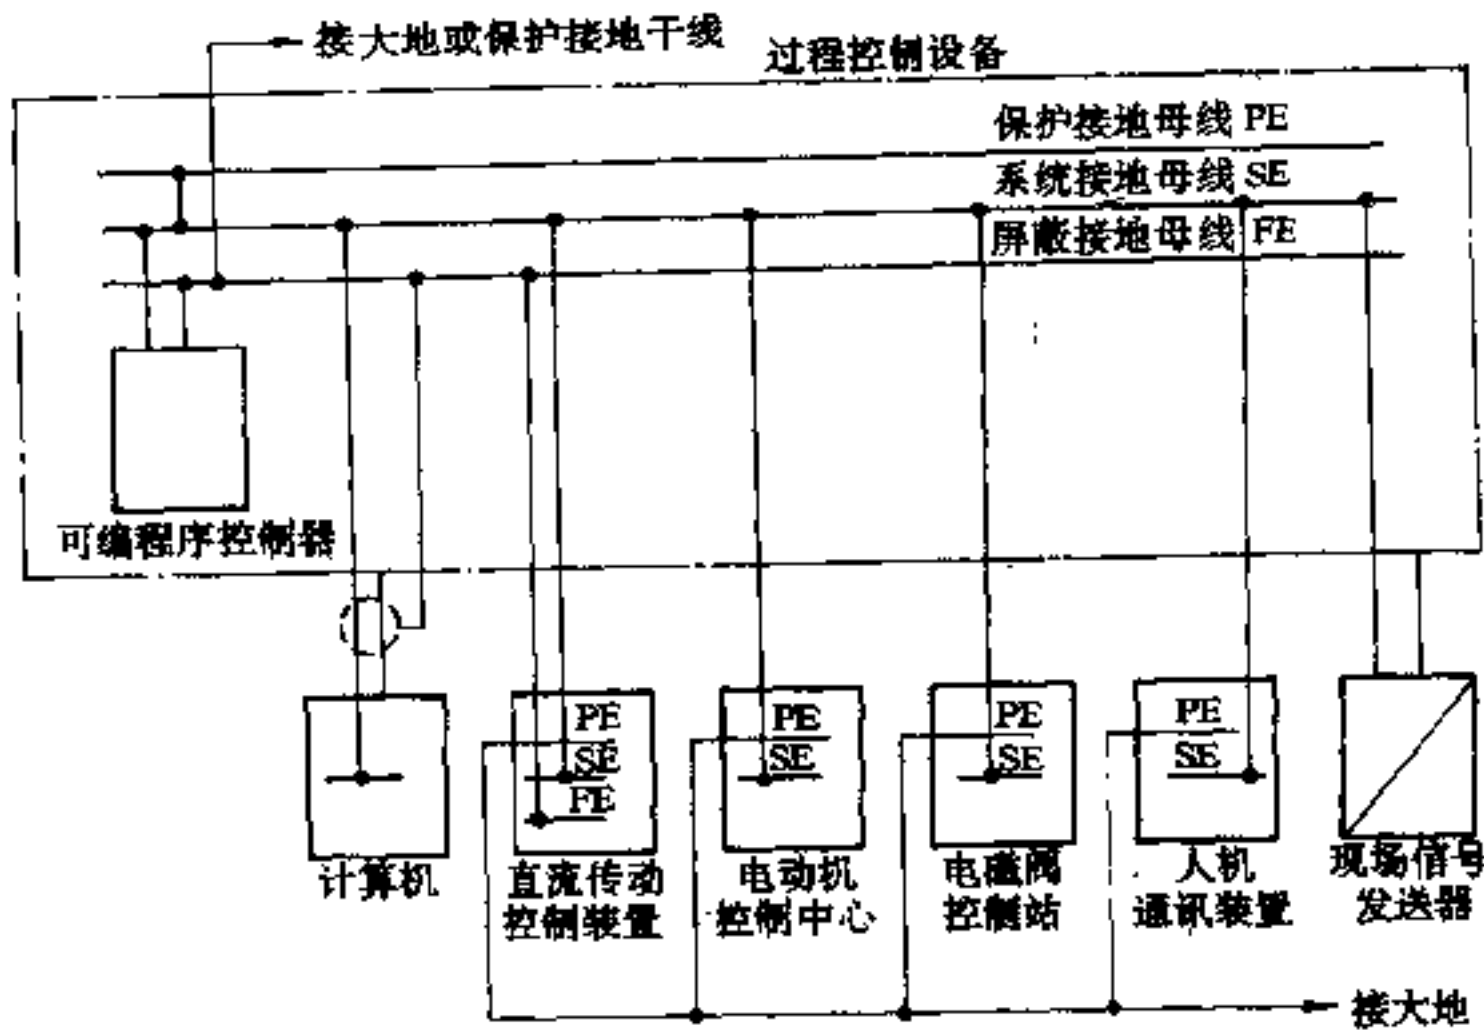 接大地或保护接地干线
过程控制设备
保护接地母线 PE
系统接地母线 SE
屏蔽接地母线 FE
可编程序控制器
PE
SE
FE
PE
SE
PE
SE
PE
SE
计算机
直流传动
控制装置
电动机
控制中心
电磁阀
控制站
人机
通讯装置
现场信号
发送器
接大地